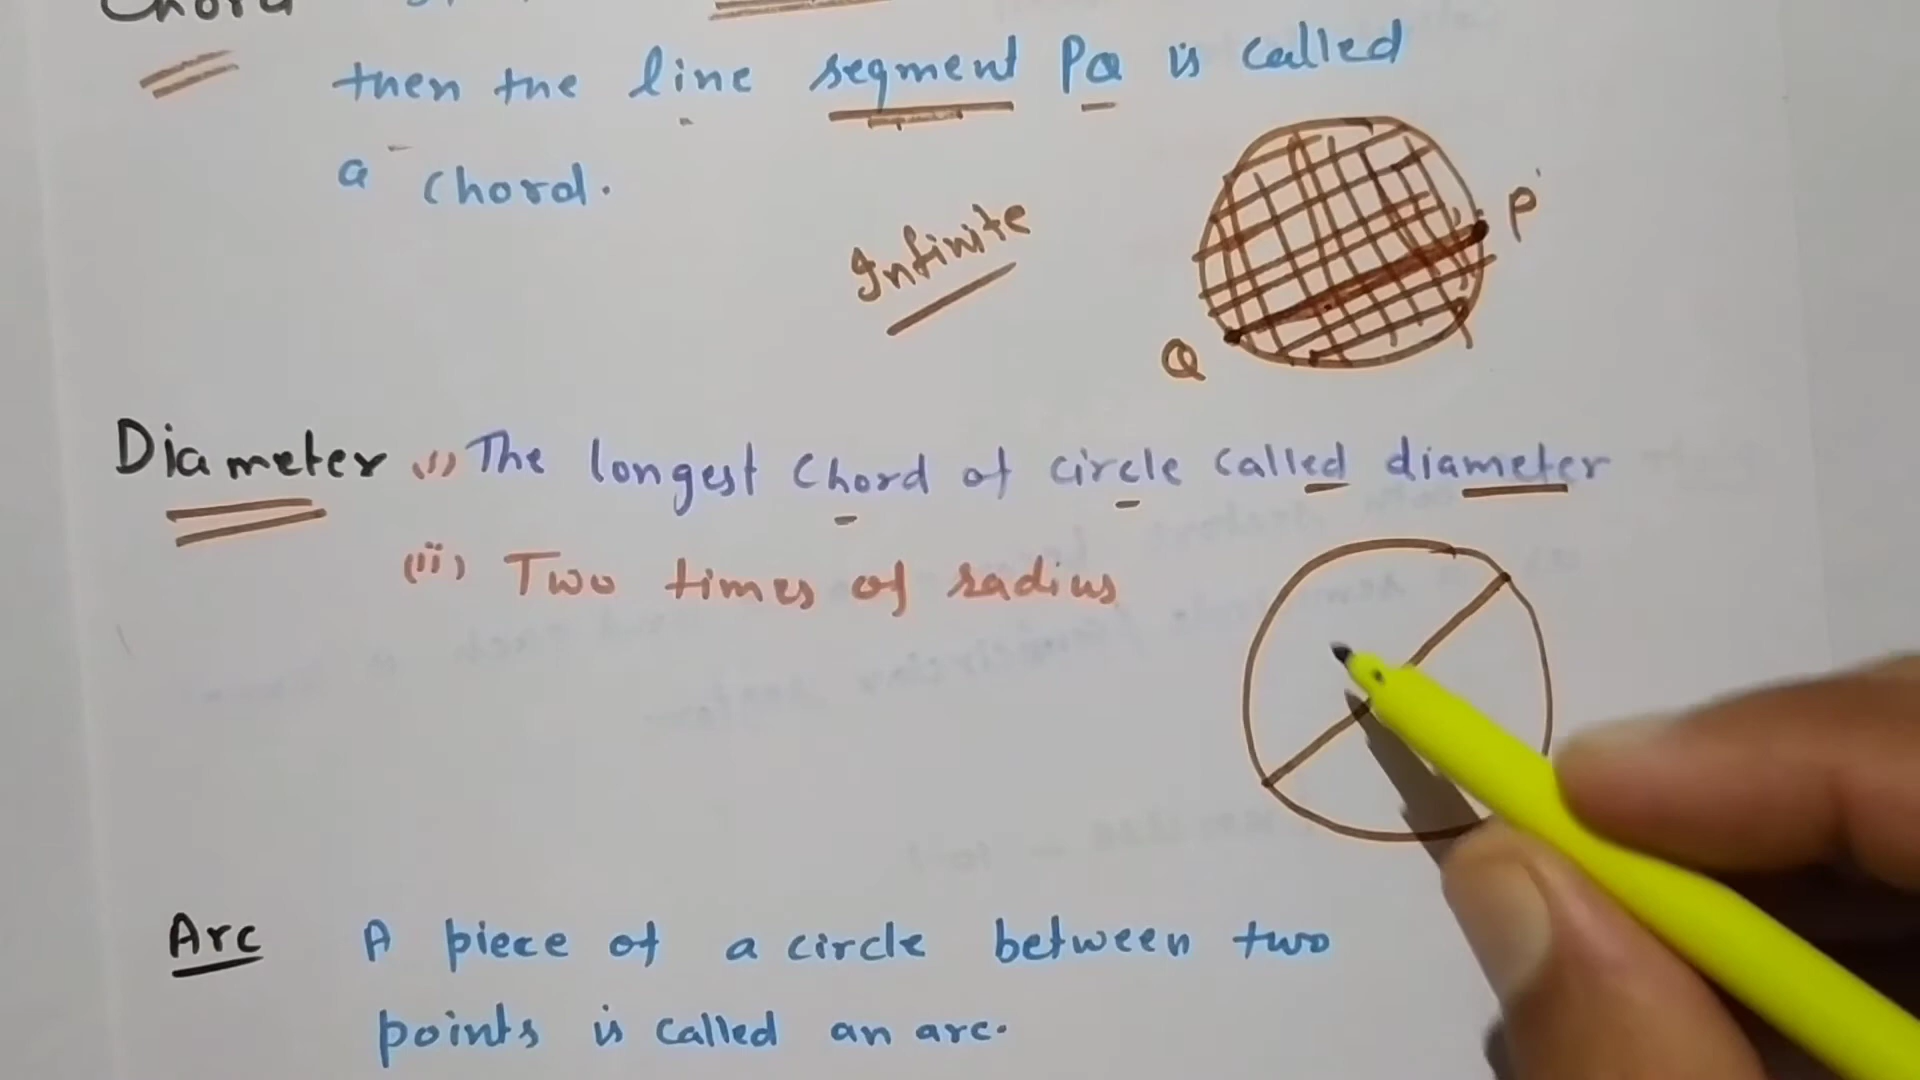 Chord
then the line segment PQ is called
a chord.
Infinite
P
Q
Diameter (i) The longest chord of circle called diameter
(ii) Two times of radius
Arc A piece of a circle between two
points is called an arc.